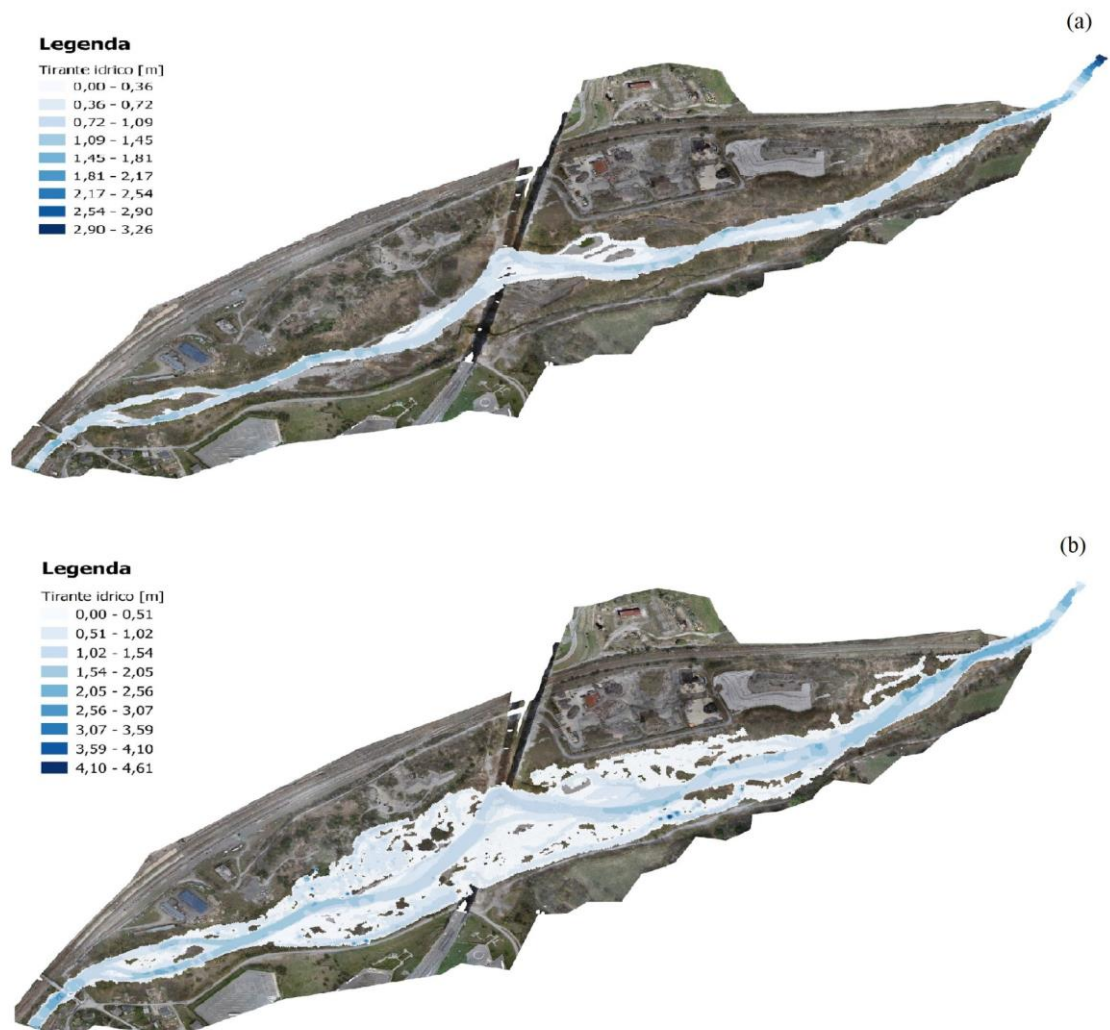 (a)
Legenda
Tirante idrico [m]
0,00 - 0,36
0,36 - 0,72
0,72 - 1,09
1,09 - 1,45
1,45 - 1,81
1,81 - 2,17
2,17 - 2,54
2,54 - 2,90
2,90 - 3,26
(b)
Legenda
Tirante idrico [m]
0,00 - 0,51
0,51 - 1,02
1,02 - 1,54
1,54 - 2,05
2,05 - 2,56
2,56 - 3,07
3,07 - 3,59
3,59 - 4,10
4,10 - 4,61